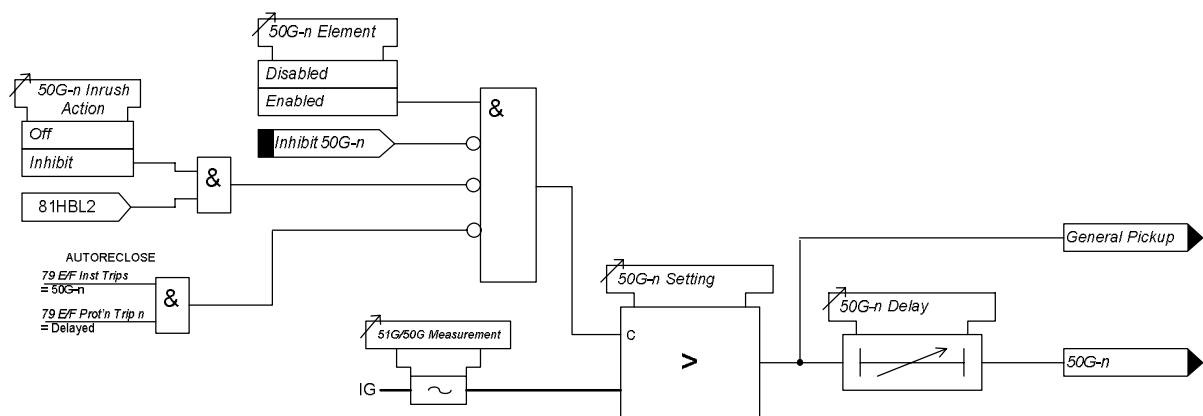 50G-n Element
Disabled
Enabled
50G-n Inrush
Action
Off
Inhibit
&
Inhibit 50G-n
&
81HBL2
AUTORECLOSE
79 E/F Inst Trips
= 50G-n
&
79 E/F Prot'n Trip n
= Delayed
General Pickup
50G-n Setting
50G-n Delay
51G/50G Measurement
C
>
50G-n
IG